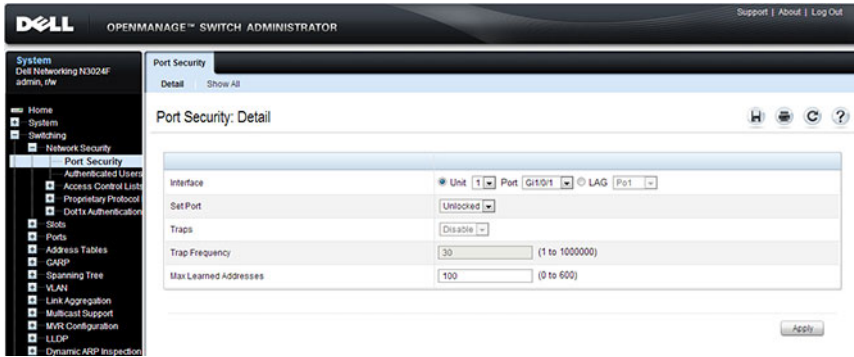 DELL OPENMANAGE™ SWITCH ADMINISTRATOR
Support | About | Log Out
System
Dell Networking N3024F
admin, r/w
Home
System
Switching
Network Security
Port Security
Authenticated Users
Access Control Lists
Proprietary Protocol
Dot1x Authentication
Slots
Ports
Address Tables
GARP
Spanning Tree
VLAN
Link Aggregation
Multicast Support
MVR Configuration
LLDP
Dynamic ARP Inspection
Port Security
Detail Show All
Port Security: Detail
Interface Unit 1 Port Gi1/0/1 LAG Po1
Set Port Unlocked
Traps Disable
Trap Frequency 30 (1 to 1000000)
Max Learned Addresses 100 (0 to 600)
Apply